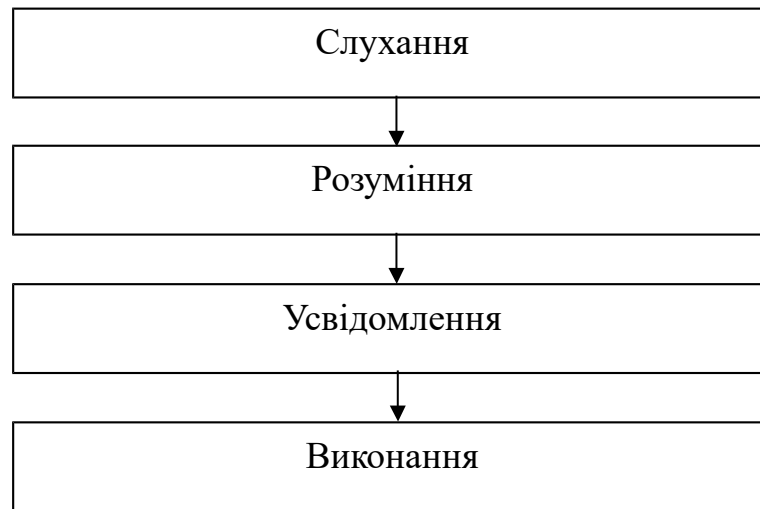 Слухання
Розуміння
Усвідомлення
Виконання